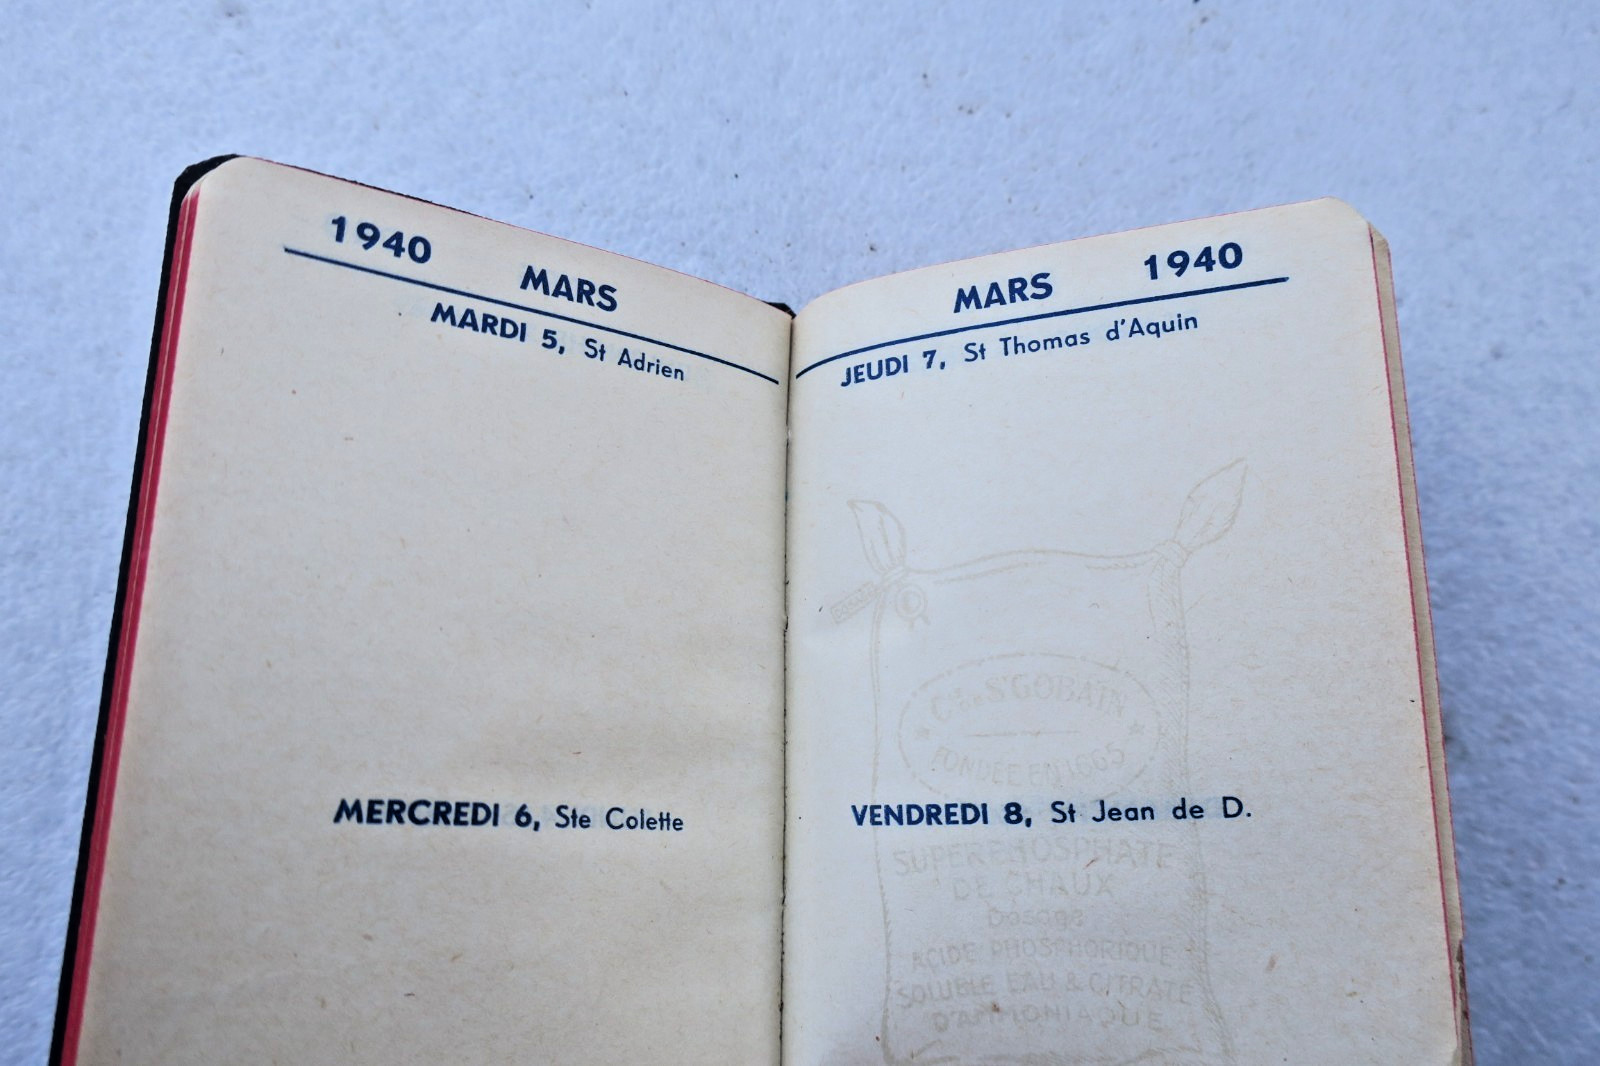 1940
MARS
MARDI 5, St Adrien
MERCREDI 6, Ste Colette
MARS 1940
JEUDI 7, St Thomas d'Aquin
Cie DE St GOBAIN
FONDÉE EN 1665
VENDREDI 8, St Jean de D.
SUPERPHOSPHATE
DE CHAUX
Dosage
ACIDE PHOSPHORIQUE
SOLUBLE EAU & CITRATE
D'AMMONIAQUE